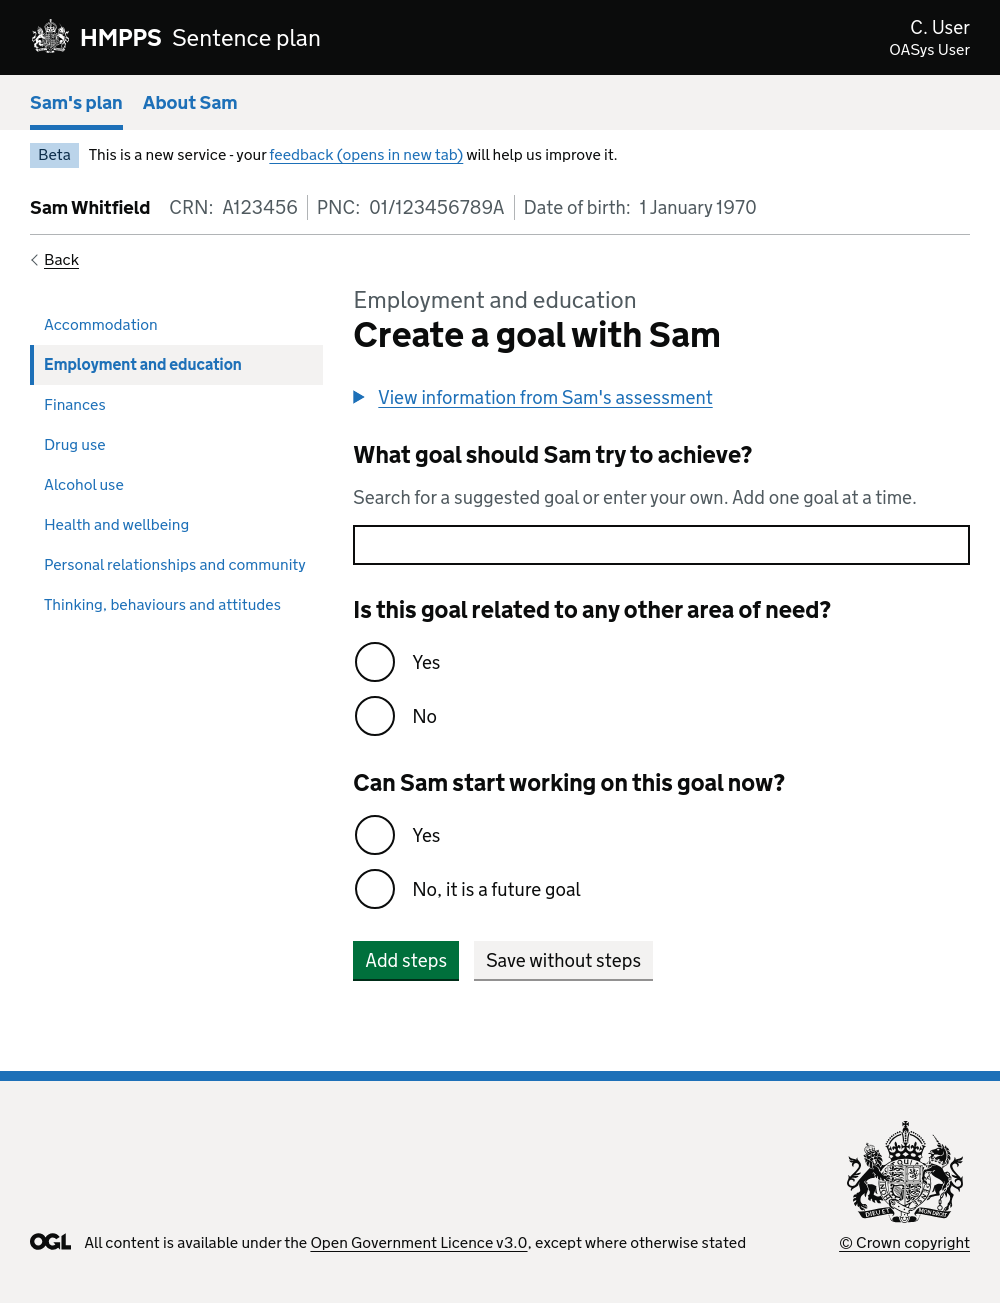 HMPPS Sentence plan
C. User
OASys User
Sam's plan About Sam
Beta This is a new service - your feedback (opens in new tab) will help us improve it.
Sam Whitfield CRN: A123456 PNC: 01/123456789A Date of birth: 1 January 1970
Back
Accommodation
Employment and education
Finances
Drug use
Alcohol use
Health and wellbeing
Personal relationships and community
Thinking, behaviours and attitudes
Employment and education
Create a goal with Sam
View information from Sam's assessment
What goal should Sam try to achieve?
Search for a suggested goal or enter your own. Add one goal at a time.
Is this goal related to any other area of need?
Yes
No
Can Sam start working on this goal now?
Yes
No, it is a future goal
Add steps Save without steps
DIEU ET MON DROIT
OGL All content is available under the Open Government Licence v3.0, except where otherwise stated
© Crown copyright